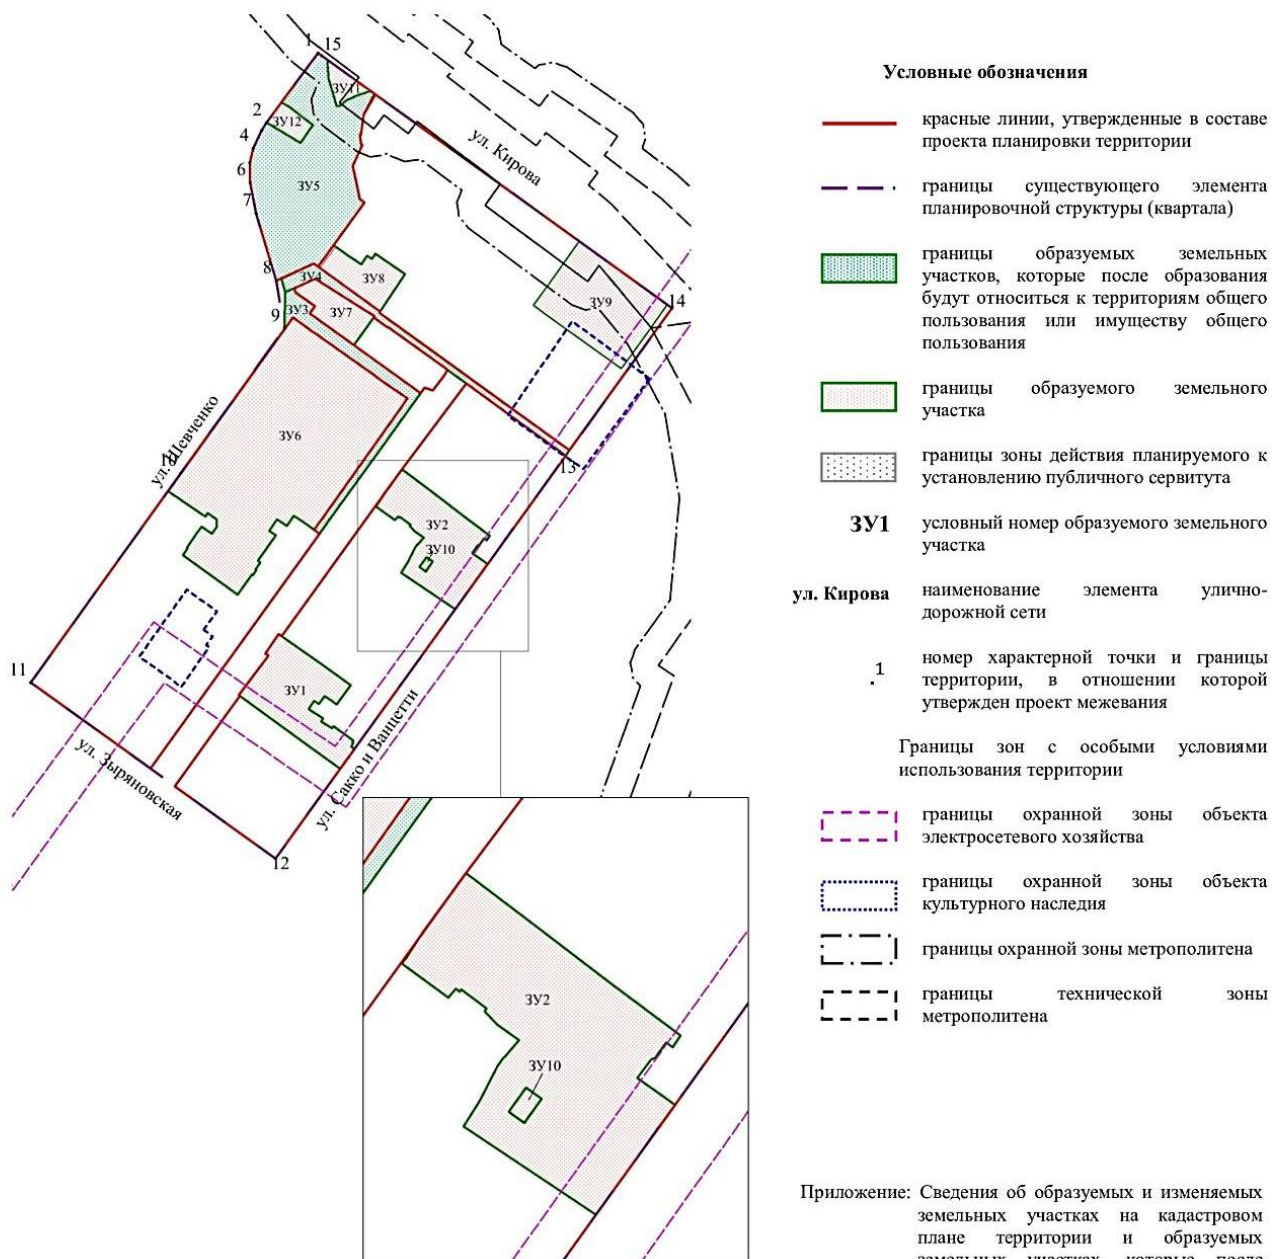 1 15
2
4
6
7
8
9
ЗУ11
ЗУ12
ЗУ5
ул. Кирова
ЗУ4
ЗУ8
ЗУ3
ЗУ7
ЗУ9
14
ул. Шевченко
ЗУ6
13
ЗУ2
ЗУ10
11
ЗУ1
ул. Зыряновская
ул. Сакко и Ванцетти
12
ЗУ2
ЗУ10
Условные обозначения
красные линии, утвержденные в составе
проекта планировки территории
границы существующего элемента
планировочной структуры (квартала)
границы образуемых земельных
участков, которые после образования
будут относиться к территориям общего
пользования или имуществу общего
пользования
границы образуемого земельного
участка
границы зоны действия планируемого к
установлению публичного сервитута
ЗУ1 условный номер образуемого земельного
участка
ул. Кирова наименование элемента улично-
дорожной сети
1 номер характерной точки и границы
территории, в отношении которой
утвержден проект межевания
Границы зон с особыми условиями
использования территории
границы охранной зоны объекта
электросетевого хозяйства
границы охранной зоны объекта
культурного наследия
границы охранной зоны метрополитена
границы технической зоны
метрополитена
Приложение: Сведения об образуемых и изменяемых
земельных участках на кадастровом
плане территории и образуемых
земельных участках, которые после